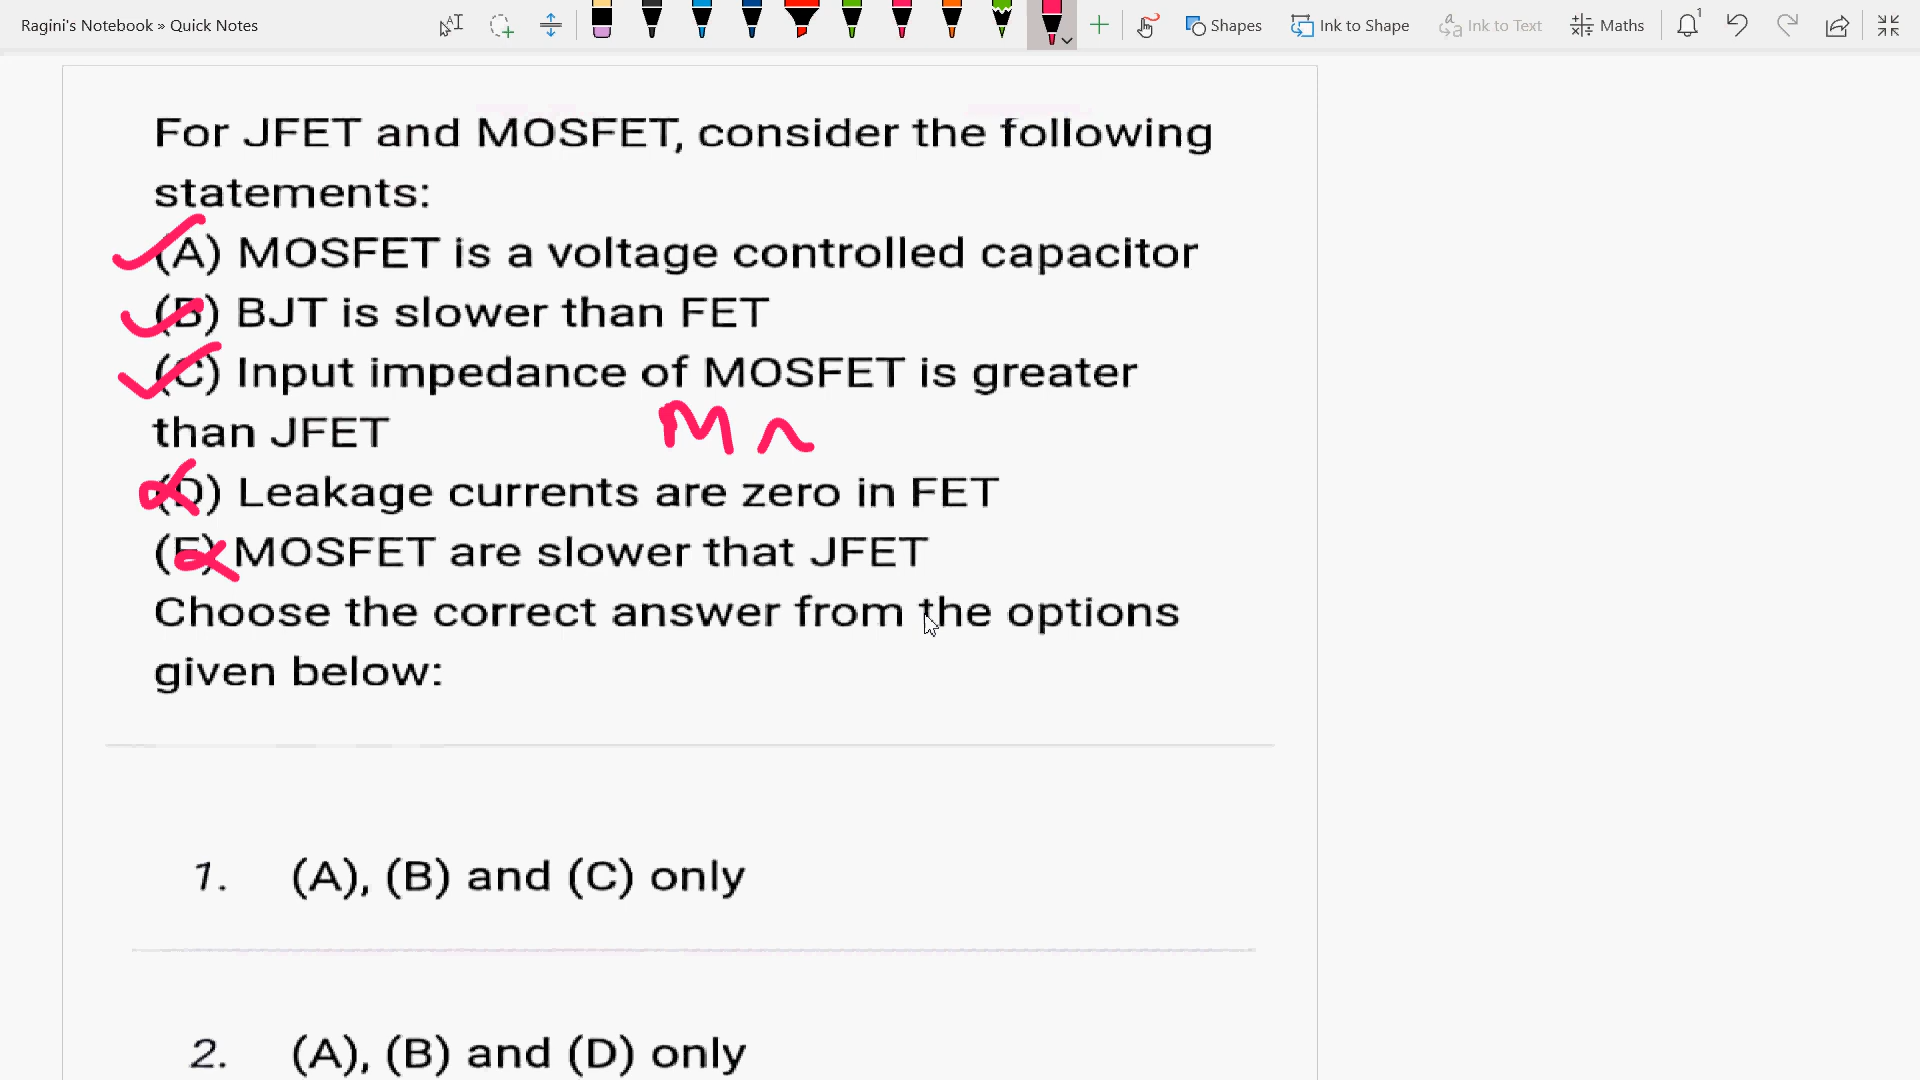 Ragini's Notebook » Quick Notes
Shapes
Ink to Shape
Ink to Text
Maths
1
For JFET and MOSFET, consider the following
statements:
(A) MOSFET is a voltage controlled capacitor
(B) BJT is slower than FET
(C) Input impedance of MOSFET is greater
than JFET
M
(D) Leakage currents are zero in FET
(E) MOSFET are slower that JFET
Choose the correct answer from the options
given below:
1. (A), (B) and (C) only
2. (A), (B) and (D) only